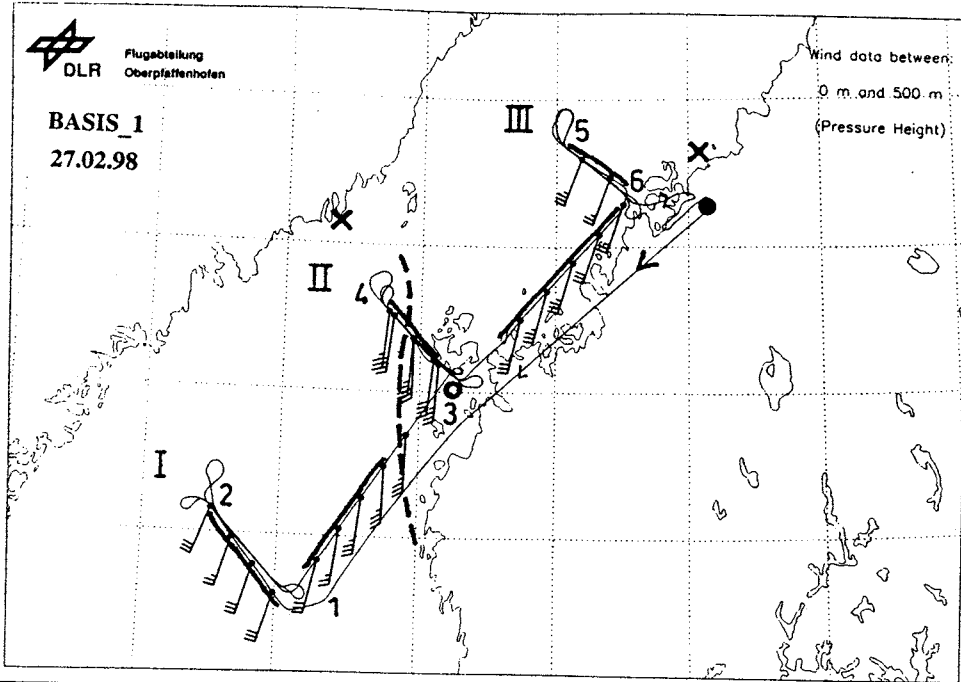 DLR
Flugabteilung
Oberpfaffenhofen
BASIS_1
27.02.98
Wind data between:
0 m and 500 m
(Pressure Height)
III
5
6
II
4
3
I
2
1